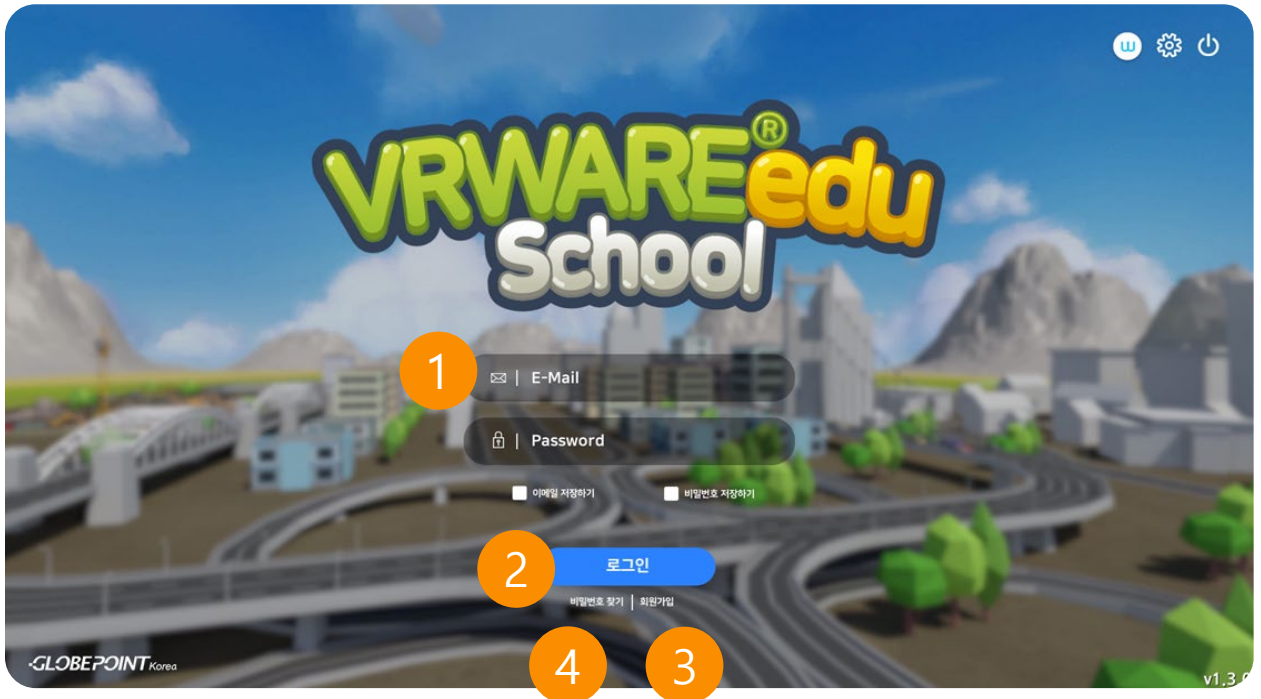 VRWARE® edu
School
1
E-Mail
Password
이메일 저장하기 비밀번호 저장하기
2 로그인
비밀번호 찾기 | 회원가입
4 3
GLOBEPOINT Korea
v1.3.